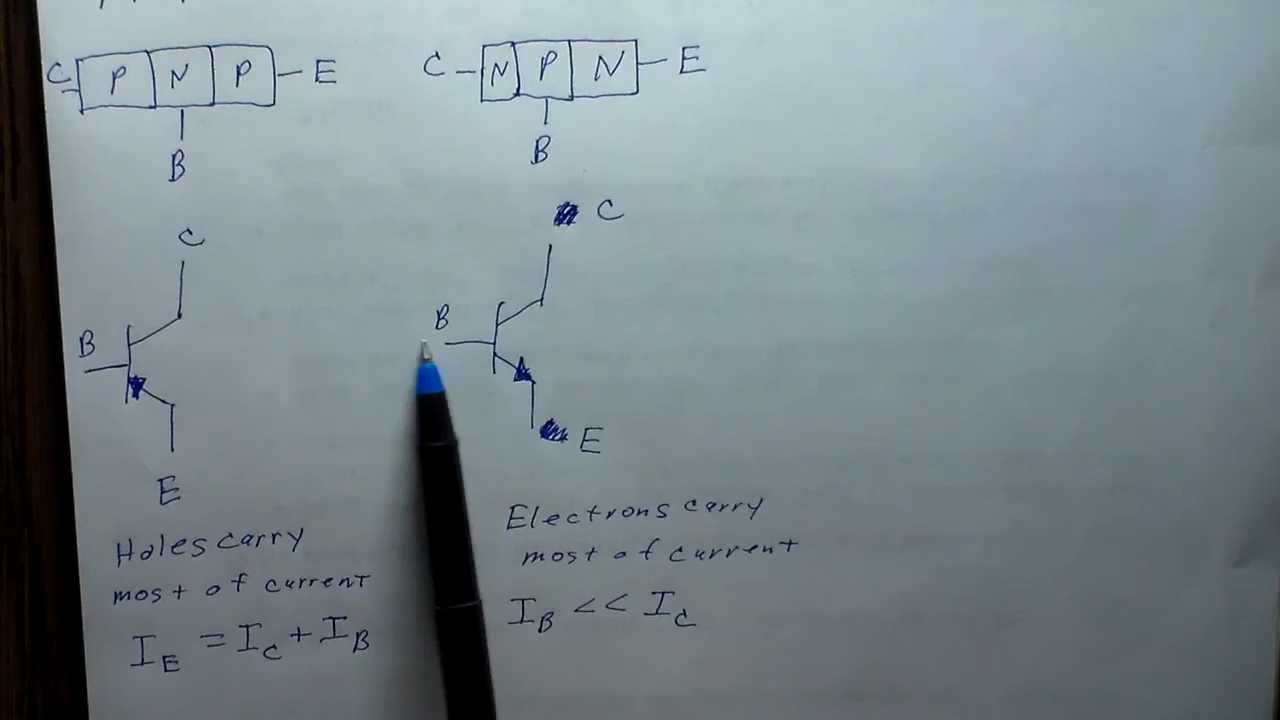 C P N P E
B
C
B
E
Holes carry
most of current
I_E = I_C + I_B
C N P N E
B
C
B
E
Electrons carry
most of current
I_B << I_C